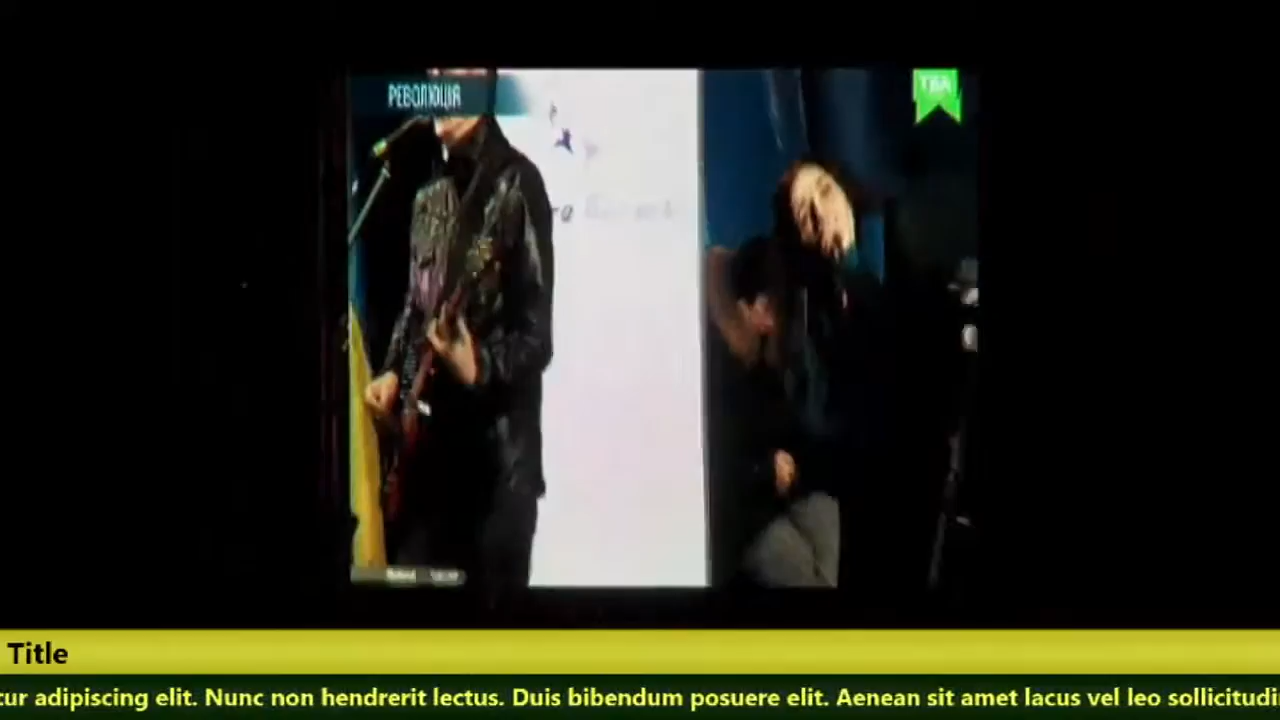 РЕВОЛЮЦІЯ
ТВА
Title
tur adipiscing elit. Nunc non hendrerit lectus. Duis bibendum posuere elit. Aenean sit amet lacus vel leo sollicitudi